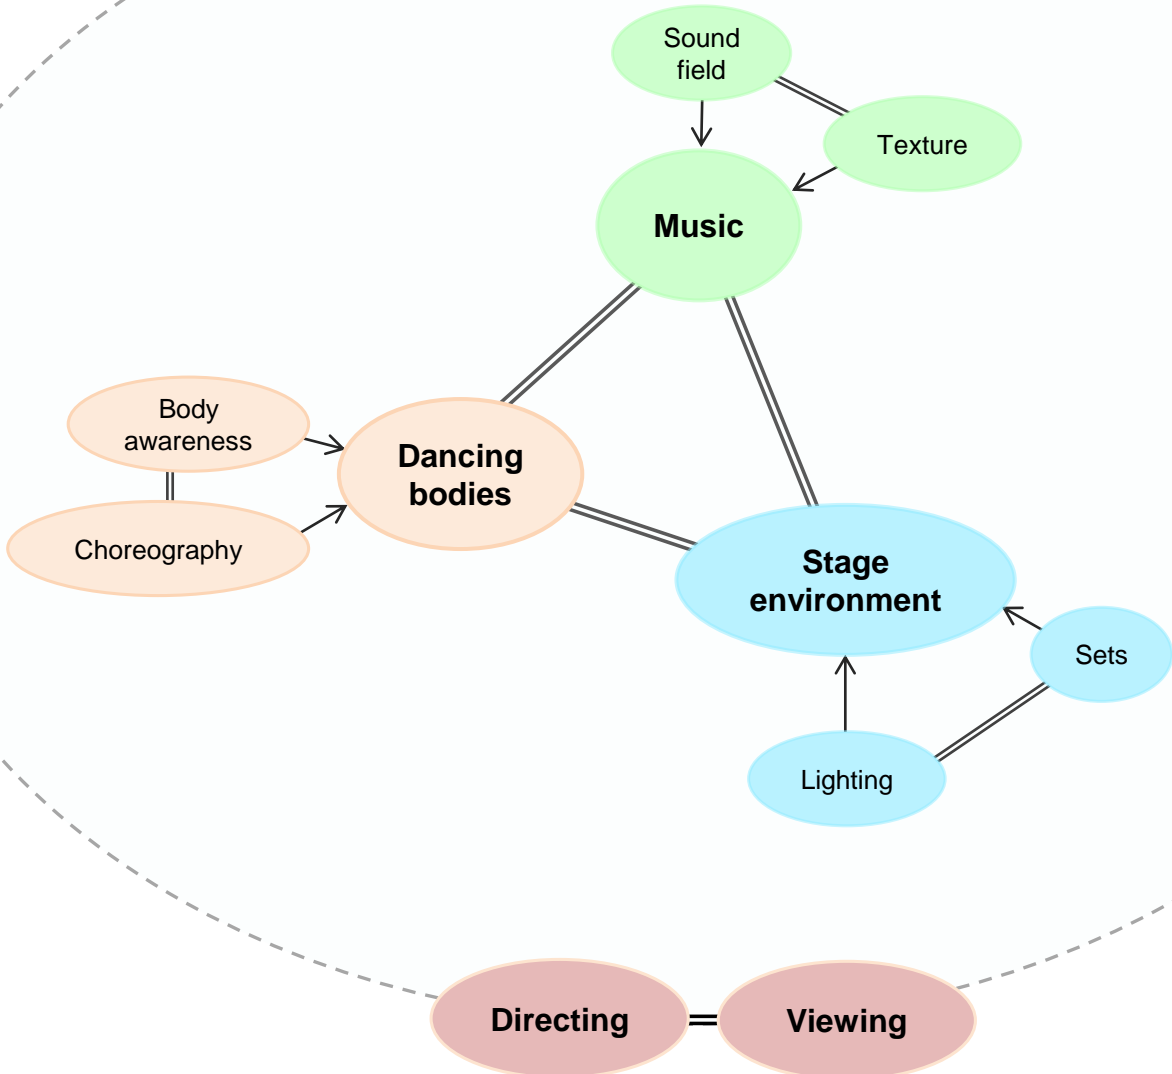 Sound
field
Texture
Music
Body
awareness
Dancing
bodies
Choreography
Stage
environment
Sets
Lighting
Directing
Viewing